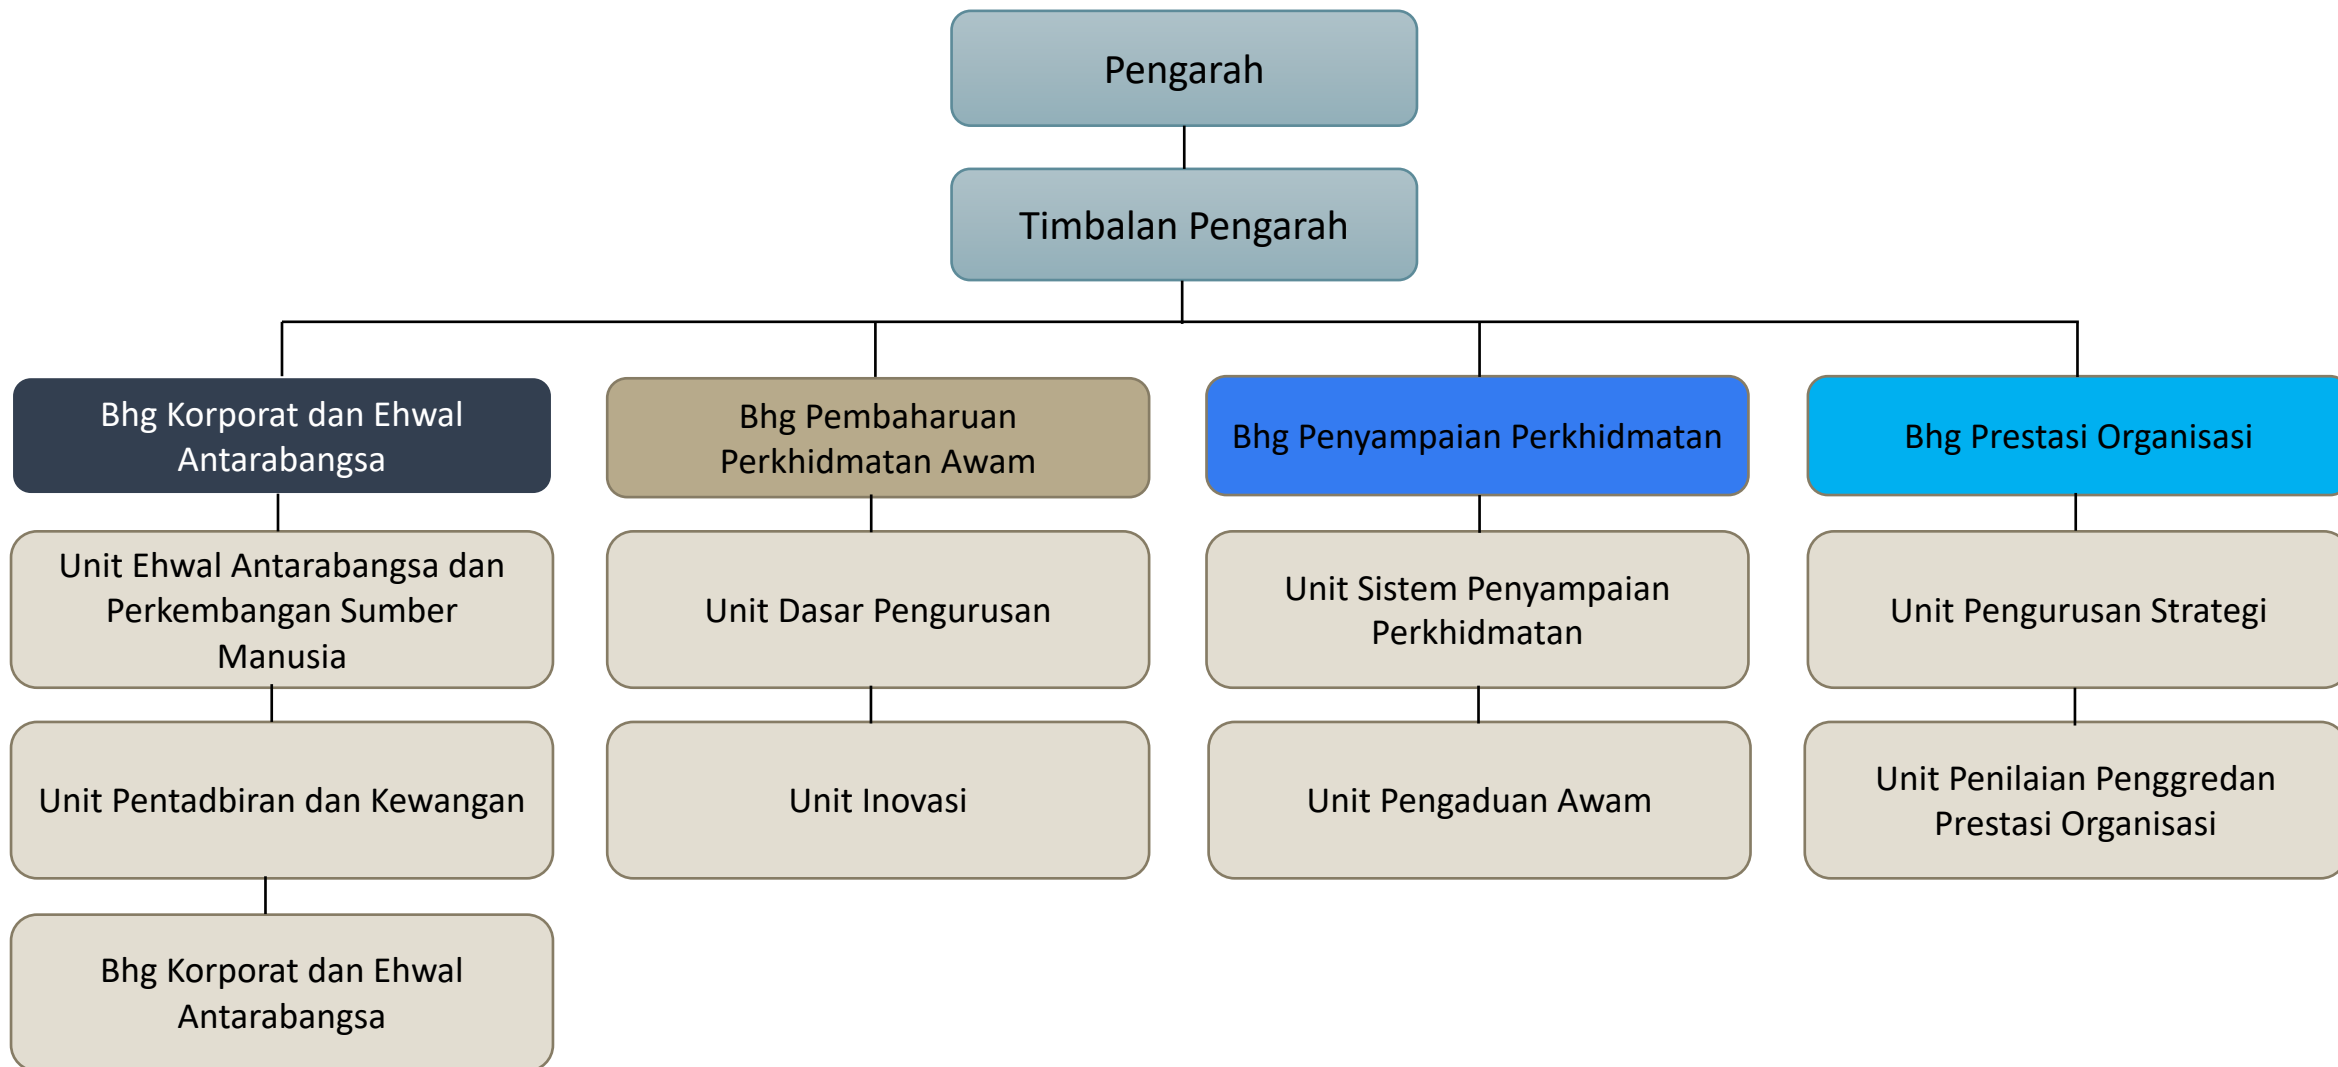 Pengarah
Timbalan Pengarah
Bhg Korporat dan Ehwal
Antarabangsa
Bhg Pembaharuan
Perkhidmatan Awam
Bhg Penyampaian Perkhidmatan
Bhg Prestasi Organisasi
Unit Ehwal Antarabangsa dan
Perkembangan Sumber
Manusia
Unit Dasar Pengurusan
Unit Sistem Penyampaian
Perkhidmatan
Unit Pengurusan Strategi
Unit Pentadbiran dan Kewangan
Unit Inovasi
Unit Pengaduan Awam
Unit Penilaian Penggredan
Prestasi Organisasi
Bhg Korporat dan Ehwal
Antarabangsa